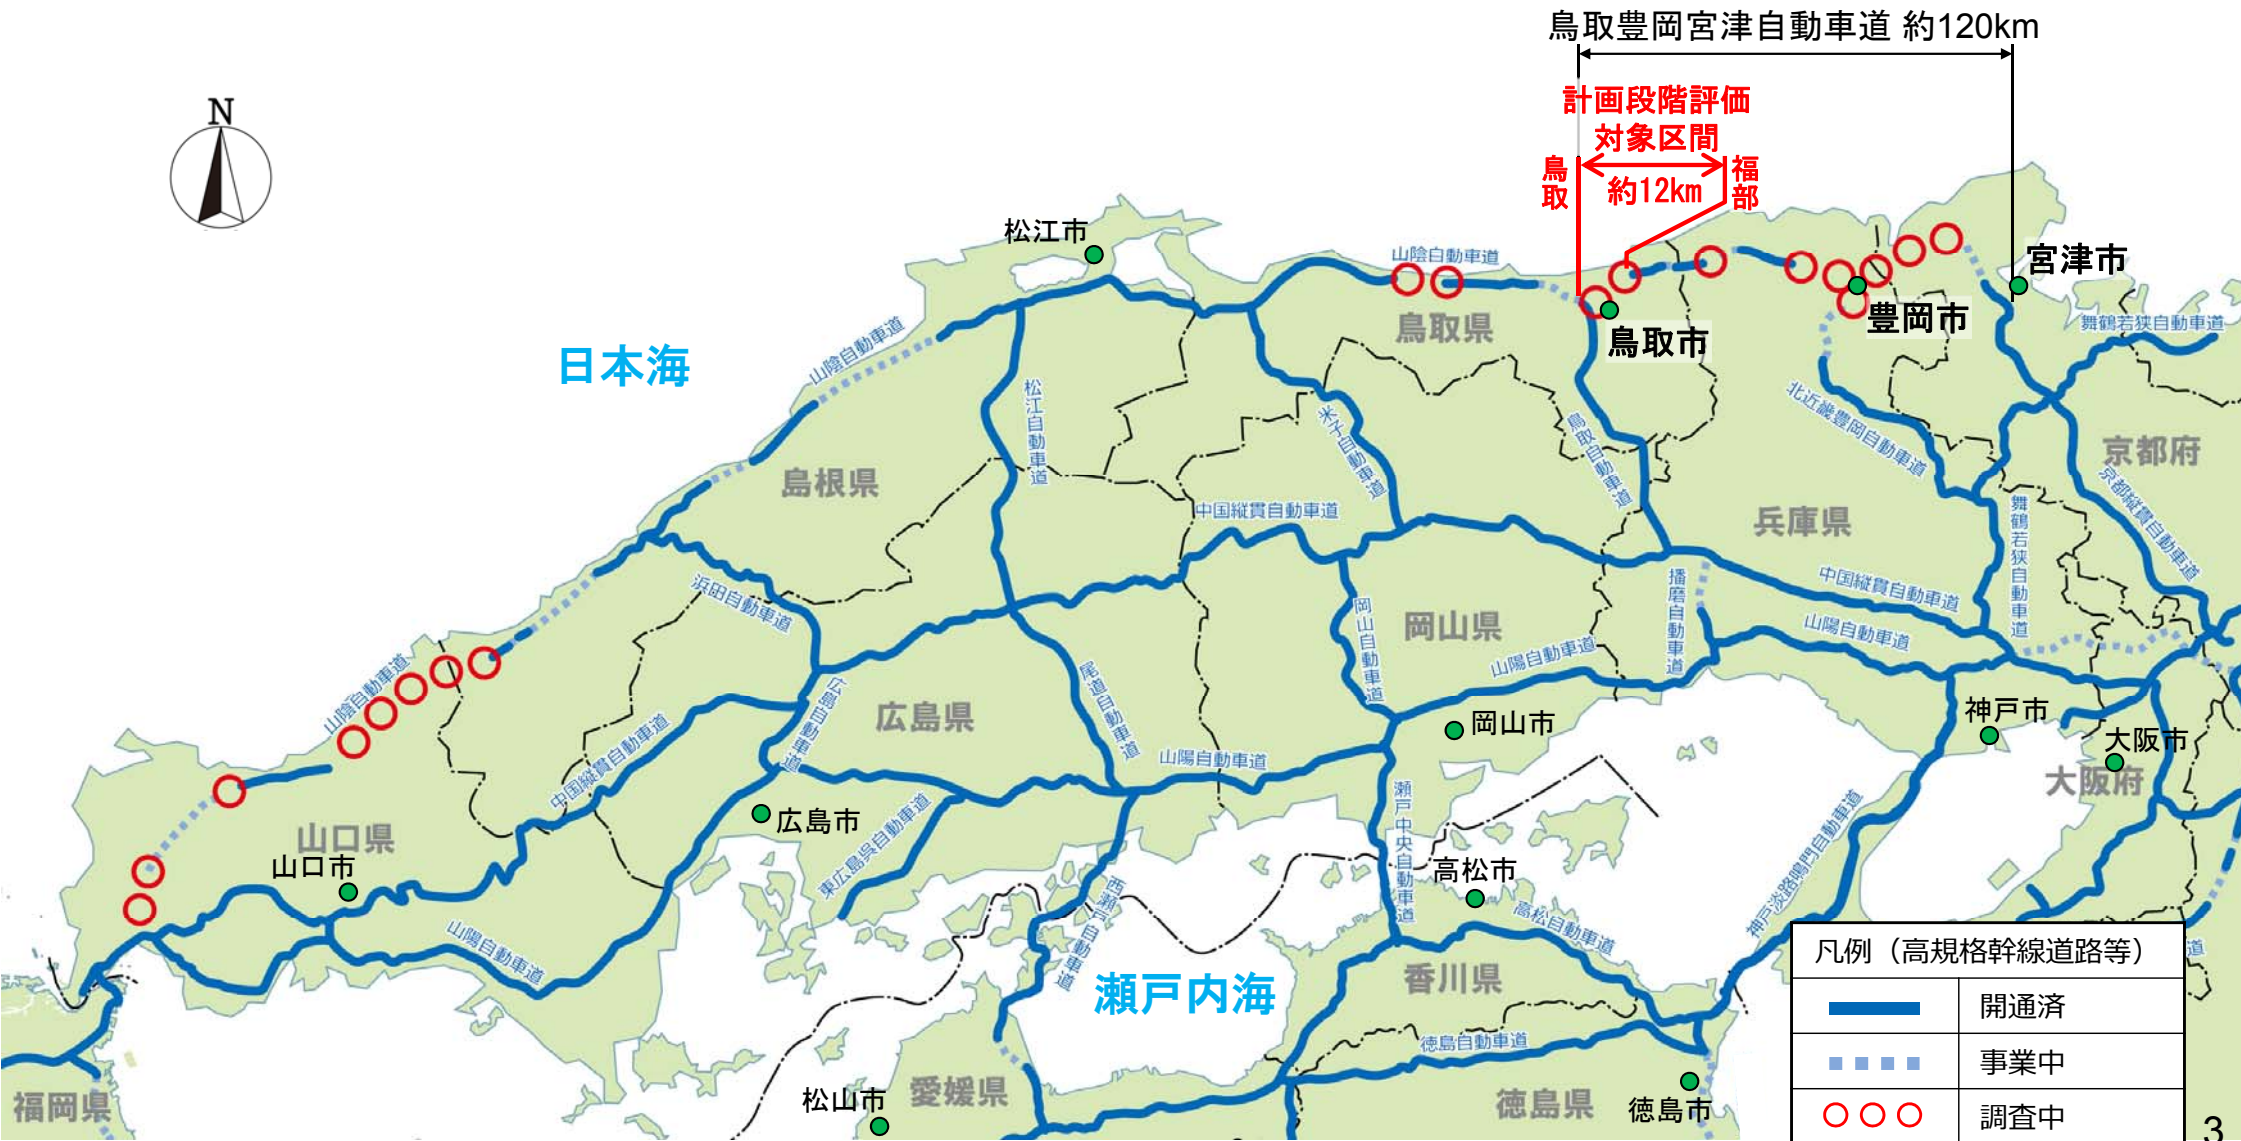 鳥取豊岡宮津自動車道 約120km
計画段階評価
対象区間
鳥取
約12km
福部
N
松江市
山陰自動車道
宮津市
豊岡市
鳥取市
鳥取県
舞鶴若狭自動車道
日本海
山陰自動車道
松江自動車道
米子自動車道
鳥取自動車道
北近畿豊岡自動車道
京都府
京都縦貫自動車道
島根県
中国縦貫自動車道
兵庫県
舞鶴若狭自動車道
浜田自動車道
岡山自動車道
岡山県
播磨自動車道
中国縦貫自動車道
山陽自動車道
山陽自動車道
山陰自動車道
広島自動車道
広島県
尾道自動車道
中国縦貫自動車道
山陽自動車道
岡山市
神戸市
大阪市
大阪府
瀬戸中央自動車道
神戸淡路鳴門自動車道
山口県
山口市
広島市
東広島呉自動車道
西瀬戸自動車道
高松市
高松自動車道
山陽自動車道
瀬戸内海
香川県
徳島自動車道
福岡県
松山市
愛媛県
徳島県
徳島市
道
凡例（高規格幹線道路等）
開通済
事業中
調査中
3